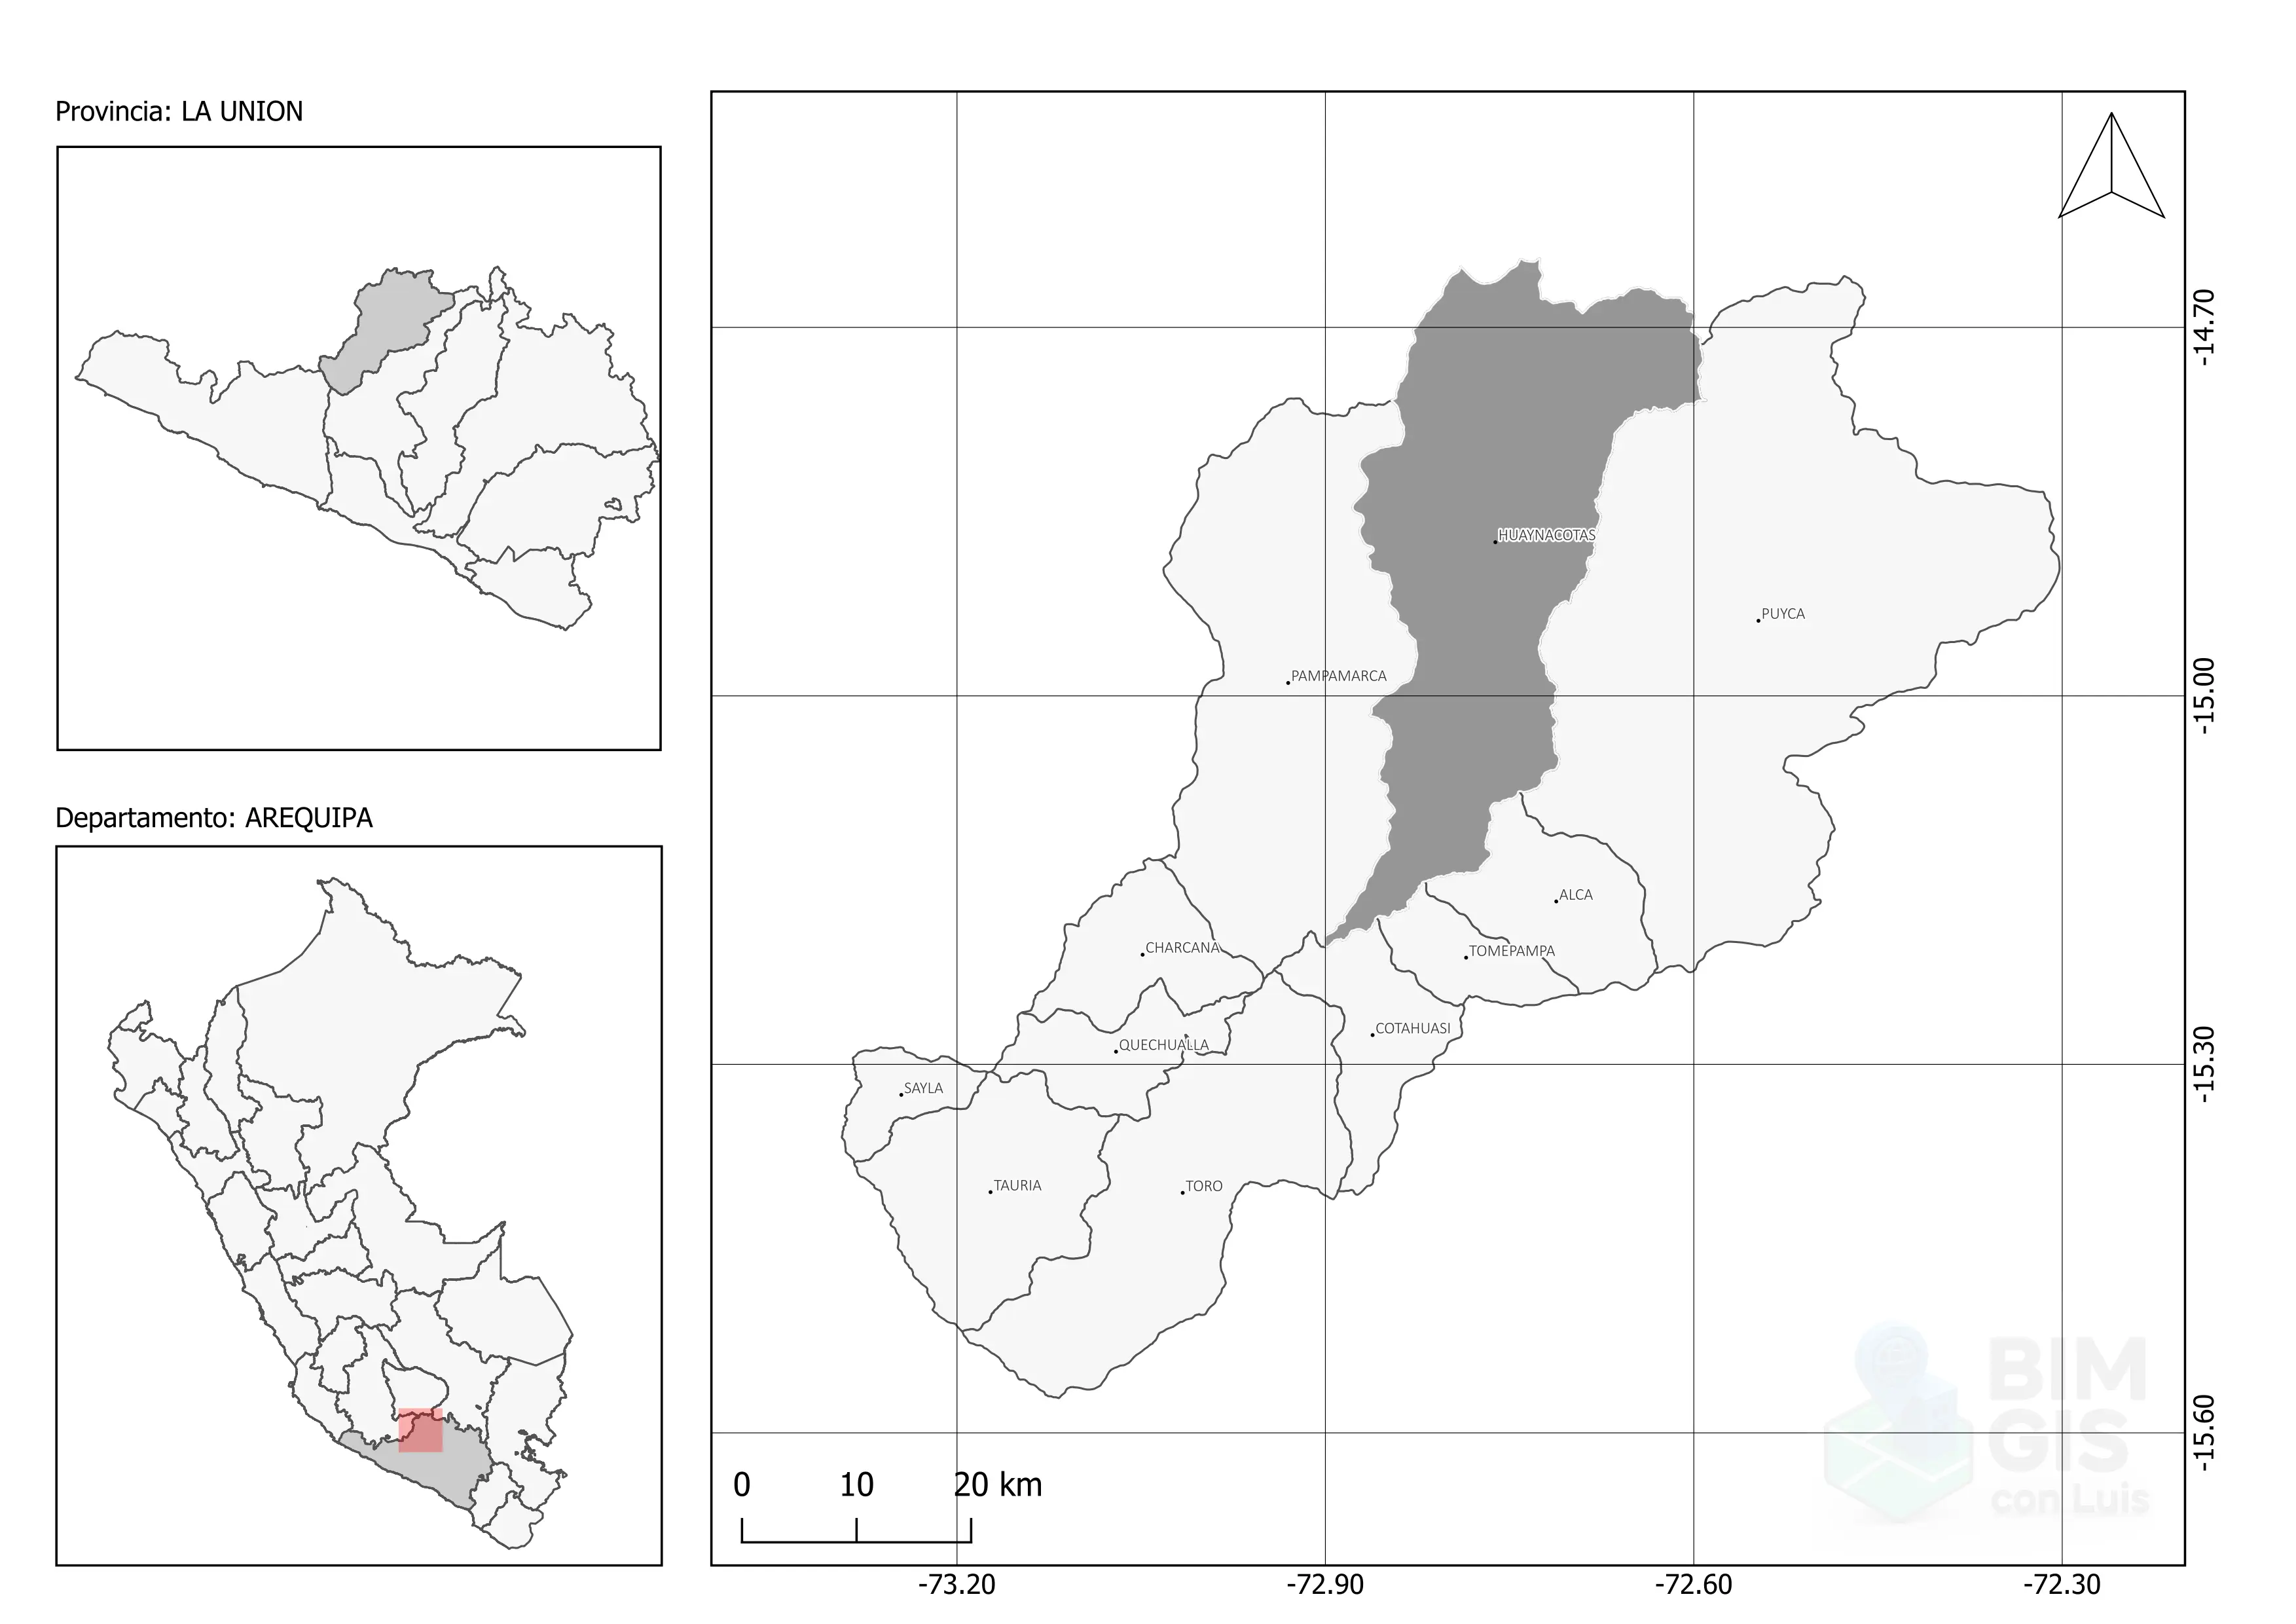 Provincia: LA UNION
Departamento: AREQUIPA
HUAYNACOTAS
PUYCA
PAMPAMARCA
ALCA
CHARCANA
TOMEPAMPA
COTAHUASI
QUECHUALLA
SAYLA
TAURIA
TORO
-14.70
-15.00
-15.30
-15.60
0 10 20 km
BIM
GIS
con Luis
-73.20 -72.90 -72.60 -72.30